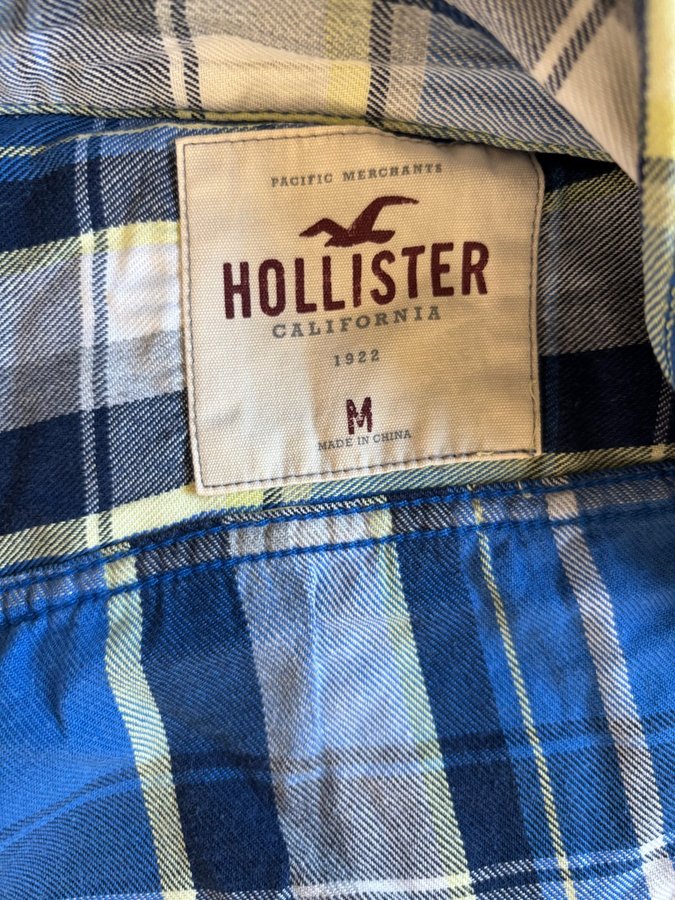 PACIFIC MERCHANTS
HOLLISTER
CALIFORNIA
1922
M
MADE IN CHINA